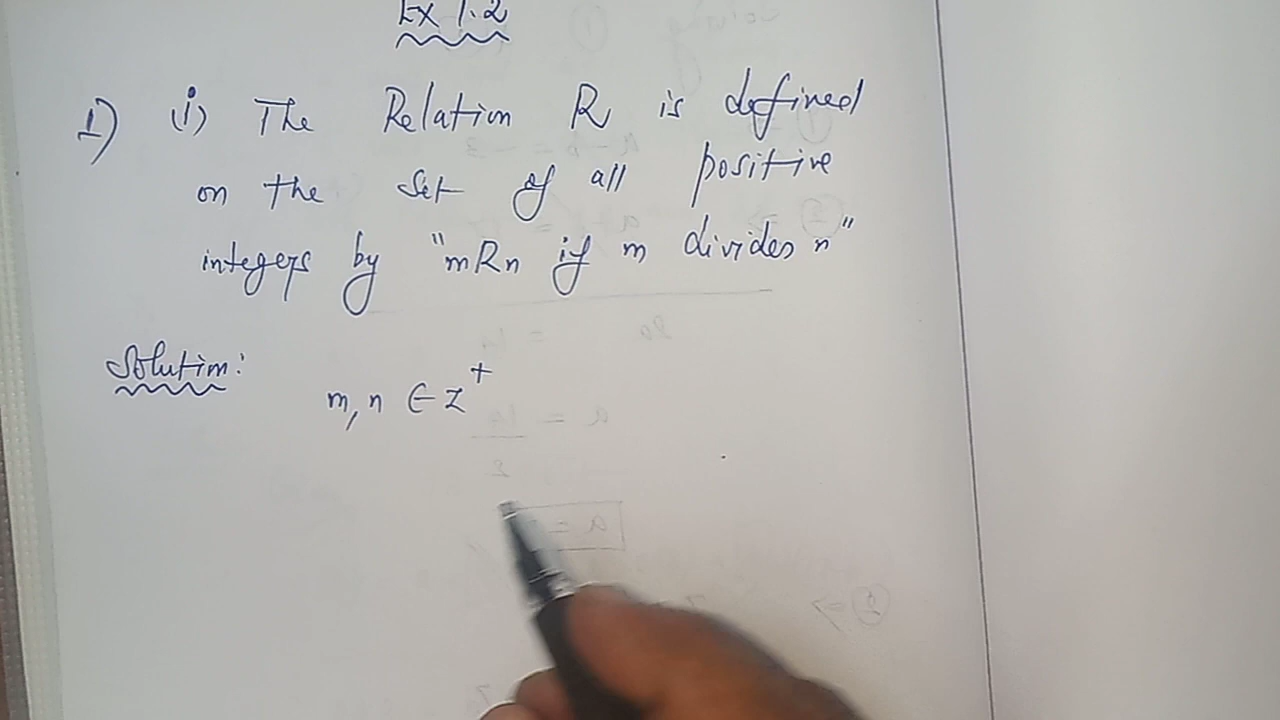 Ex 1.2
1) (i) The Relation R is defined
on the set of all positive
integers by "mRn if m divides n"
Solution:
m, n ∈ Z⁺